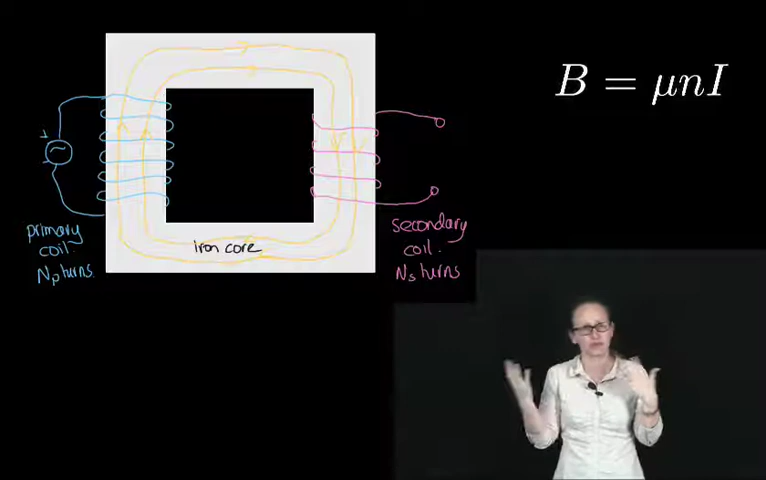 B = μnI
primary
coil.
Np turns.
iron core
secondary
coil.
Ns turns